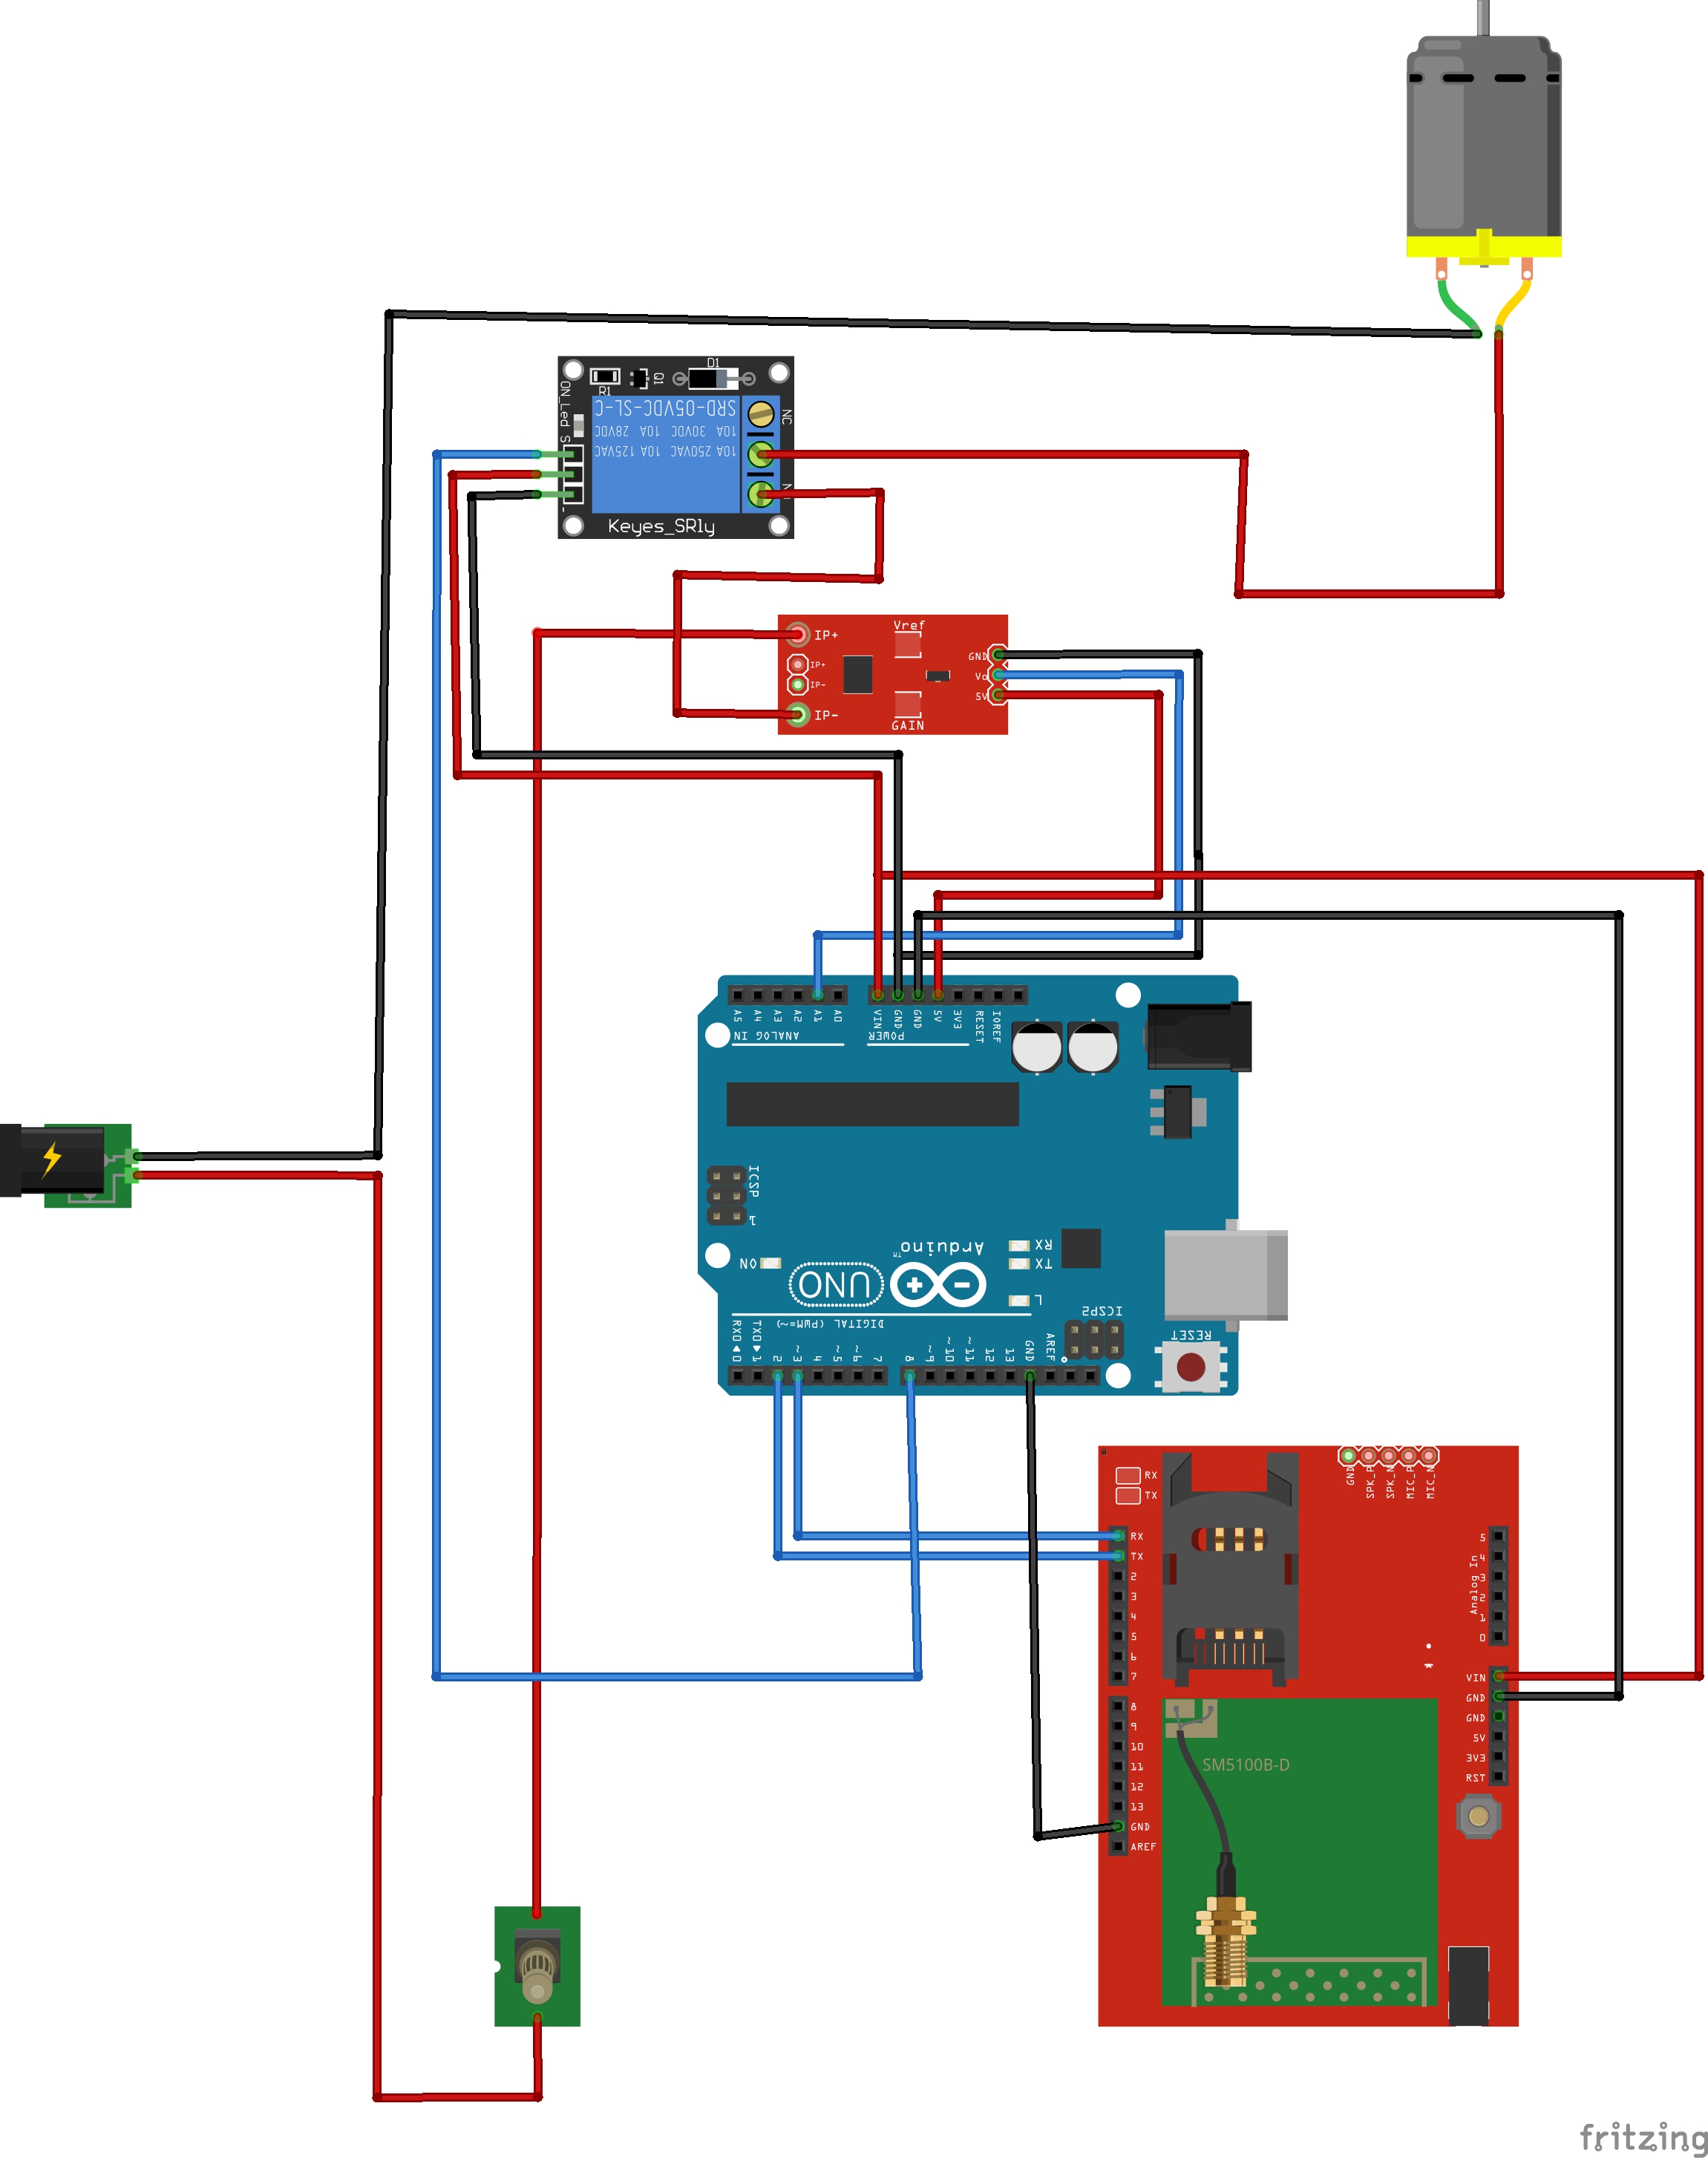 D1
R1
Q1
ON_Led
S
-
NC
SRD-05VDC-SL-C
10A 30VDC 10A 28VDC
10A 250VAC 10A 125VAC
Keyes_SRly
IP+
IP+
IP-
IP-
Vref
GAIN
GND
Vo
5V
A5
A4
A3
A2
A1
A0
VIN
GND
GND
5V
3V3
RESET
IOREF
ANALOG IN
POWER
ICSP
1
ON
UNO
Arduino
TM
RX
TX
L
ICSP2
RESET
DIGITAL (PWM=~)
RX0 0
TX0 1
2
~3
4
~5
~6
7
8
~9
~10
~11
12
13
GND
AREF
RX
TX
GND
SPK_P
SPK_N
MIC_P
MIC_N
RX
TX
2
3
4
5
6
7
8
9
10
11
12
13
GND
AREF
5
4
3
2
1
0
Analog In
VIN
GND
GND
5V
3V3
RST
SM5100B-D
fritzing